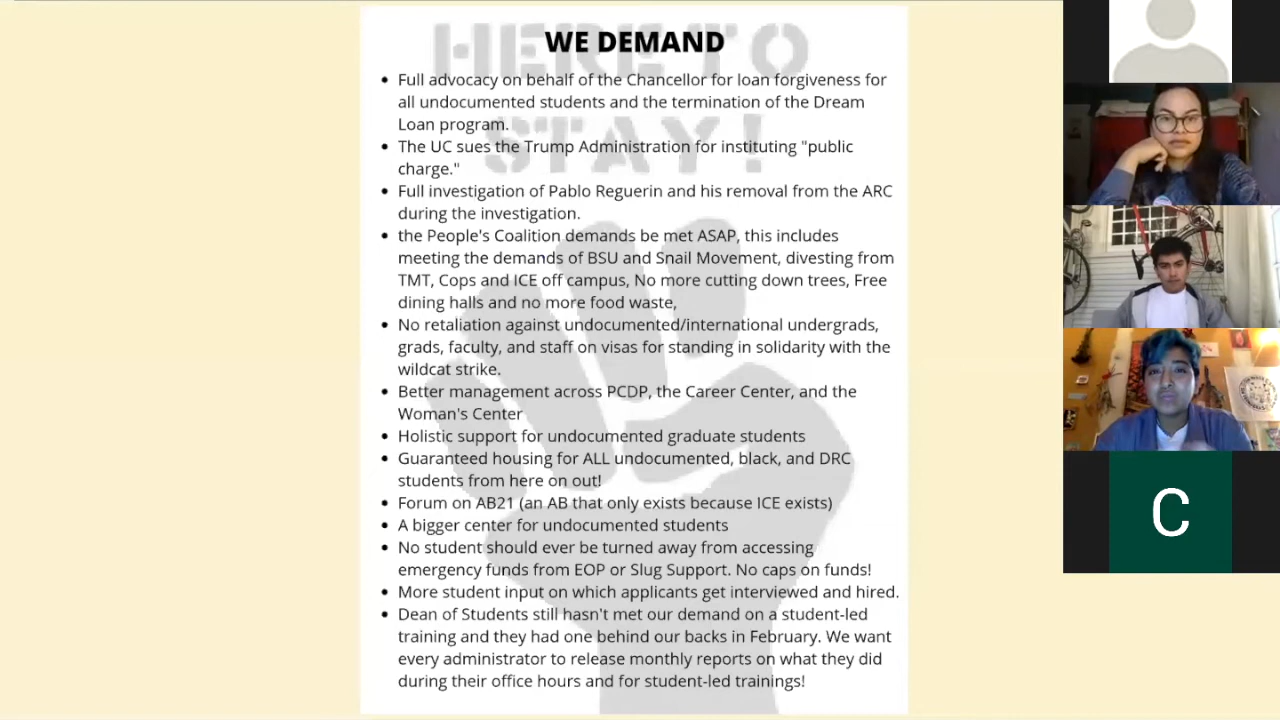 HERE TO
STAY!
WE DEMAND
• Full advocacy on behalf of the Chancellor for loan forgiveness for
all undocumented students and the termination of the Dream
Loan program.
• The UC sues the Trump Administration for instituting "public
charge."
• Full investigation of Pablo Reguerin and his removal from the ARC
during the investigation.
• the People's Coalition demands be met ASAP, this includes
meeting the demands of BSU and Snail Movement, divesting from
TMT, Cops and ICE off campus, No more cutting down trees, Free
dining halls and no more food waste,
• No retaliation against undocumented/international undergrads,
grads, faculty, and staff on visas for standing in solidarity with the
wildcat strike.
• Better management across PCDP, the Career Center, and the
Woman's Center
• Holistic support for undocumented graduate students
• Guaranteed housing for ALL undocumented, black, and DRC
students from here on out!
• Forum on AB21 (an AB that only exists because ICE exists)
• A bigger center for undocumented students
• No student should ever be turned away from accessing
emergency funds from EOP or Slug Support. No caps on funds!
• More student input on which applicants get interviewed and hired.
• Dean of Students still hasn't met our demand on a student-led
training and they had one behind our backs in February. We want
every administrator to release monthly reports on what they did
during their office hours and for student-led trainings!
C